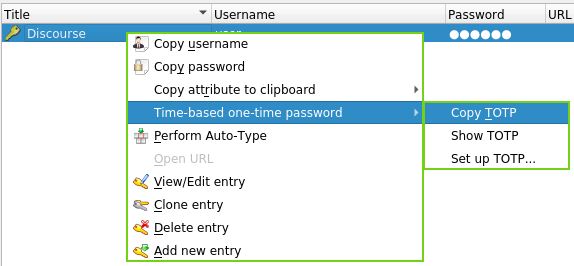 Title Username Password URL
Discourse user
Copy username
Copy password
Copy attribute to clipboard
Time-based one-time password Copy TOTP
Perform Auto-Type Show TOTP
Open URL Set up TOTP...
View/Edit entry
Clone entry
Delete entry
Add new entry